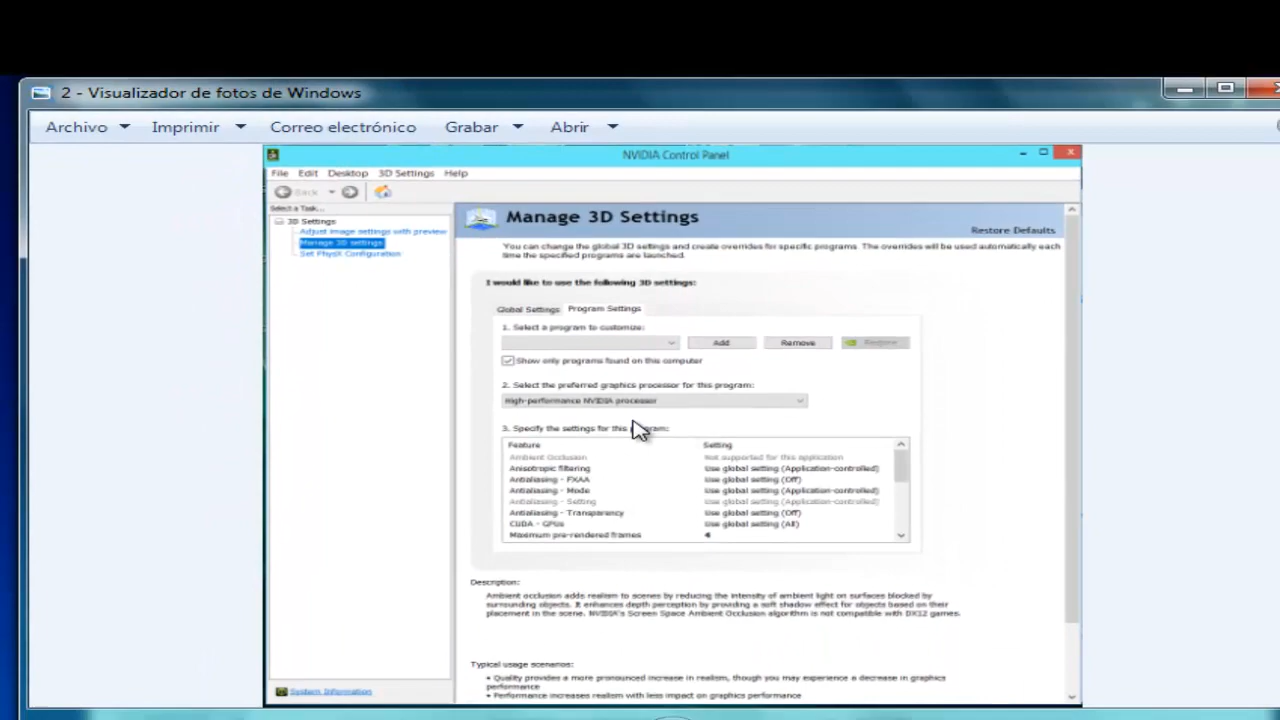 2 - Visualizador de fotos de Windows
Archivo Imprimir Correo electrónico Grabar Abrir
NVIDIA Control Panel
File Edit Desktop 3D Settings Help
Back
Select a Task...
3D Settings
Adjust image settings with preview
Manage 3D settings
Set PhysX Configuration
System Information
Manage 3D Settings
Restore Defaults
You can change the global 3D settings and create overrides for specific programs. The overrides will be used automatically each
time the specified programs are launched.
I would like to use the following 3D settings:
Global Settings Program Settings
1. Select a program to customize:
Add Remove Restore
Show only programs found on this computer
2. Select the preferred graphics processor for this program:
High-performance NVIDIA processor
3. Specify the settings for this program:
Feature Setting
Ambient Occlusion Not supported for this application
Anisotropic filtering Use global setting (Application-controlled)
Antialiasing - FXAA Use global setting (Off)
Antialiasing - Mode Use global setting (Application-controlled)
Antialiasing - Setting Use global setting (Application-controlled)
Antialiasing - Transparency Use global setting (Off)
CUDA - GPUs Use global setting (All)
Maximum pre-rendered frames 4
Description:
Ambient occlusion adds realism to scenes by reducing the intensity of ambient light on surfaces blocked by
surrounding objects. It enhances depth perception by providing a soft shadow effect for objects based on their
placement in the scene. NVIDIA's Screen Space Ambient Occlusion algorithm is not compatible with DX12 games.
Typical usage scenarios:
• Quality provides a more pronounced increase in realism, though you may experience a decrease in graphics
performance
• Performance increases realism with less impact on graphics performance